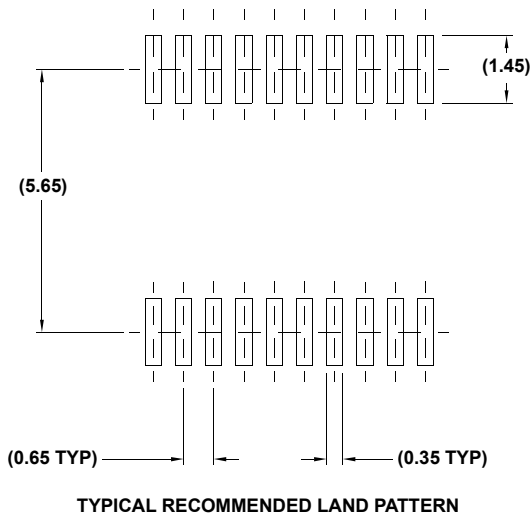 (1.45)
(5.65)
(0.65 TYP)
(0.35 TYP)
TYPICAL RECOMMENDED LAND PATTERN